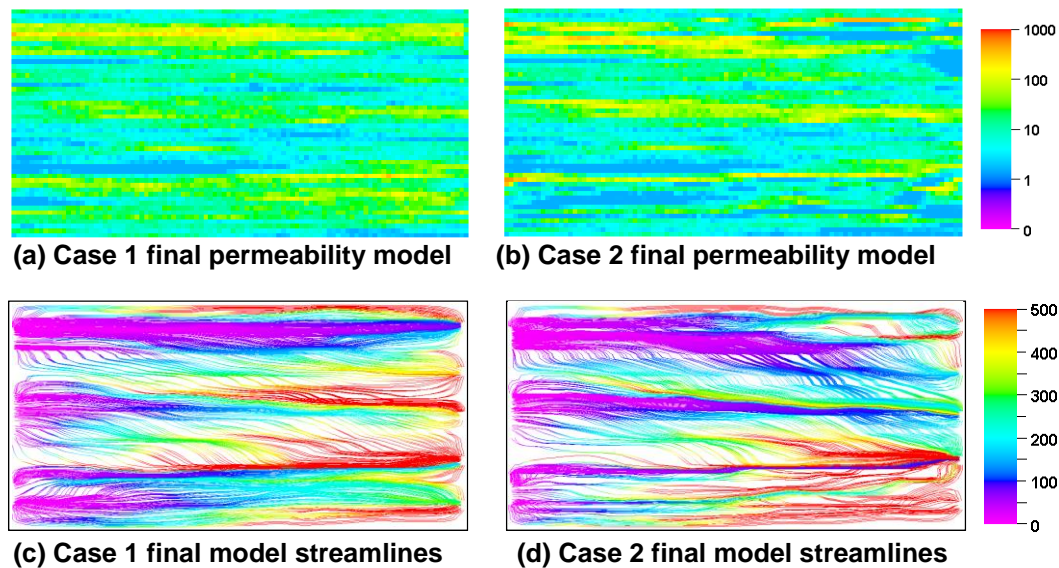 1000
100
10
1
0
(a) Case 1 final permeability model
(b) Case 2 final permeability model
500
400
300
200
100
0
(c) Case 1 final model streamlines
(d) Case 2 final model streamlines